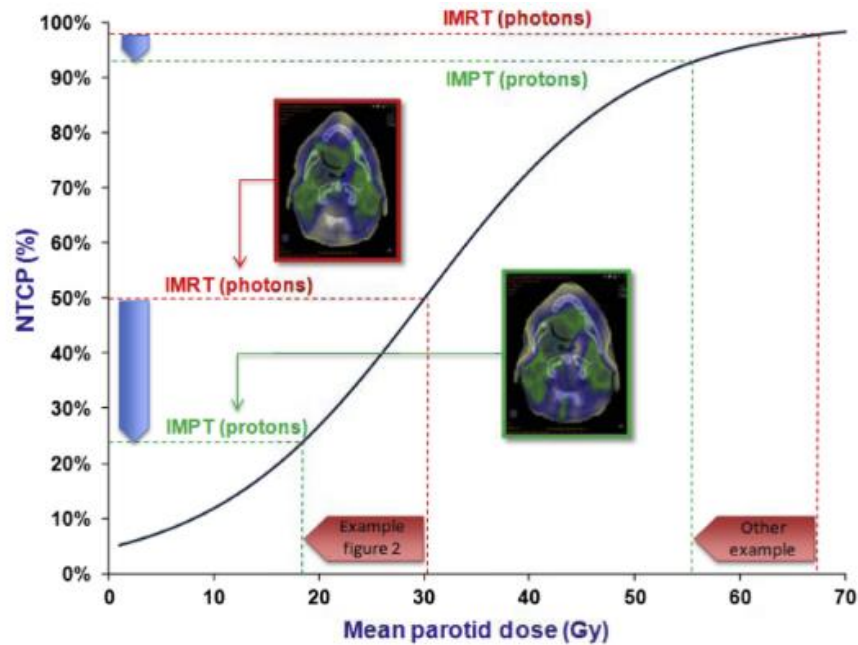 100%
90%
80%
70%
60%
50%
40%
30%
20%
10%
0%
NTCP (%)
IMRT (photons)
IMPT (protons)
IMRT (photons)
IMPT (protons)
Example
figure 2
Other
example
0
10
20
30
40
50
60
70
Mean parotid dose (Gy)